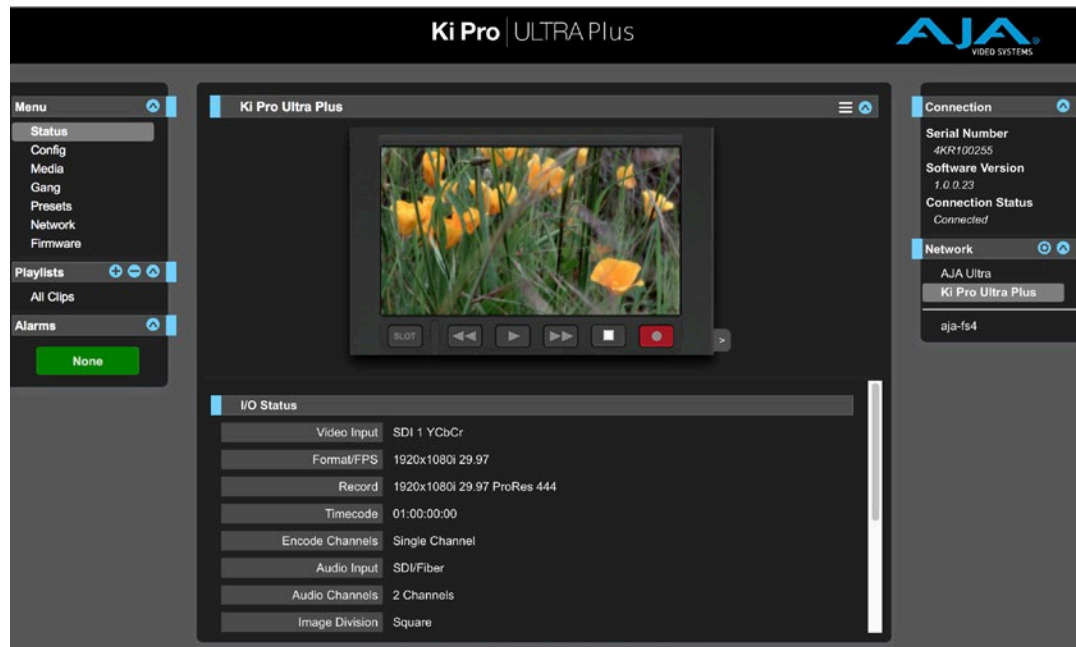 Ki Pro ULTRA Plus
AJA
VIDEO SYSTEMS
Menu
Status
Config
Media
Gang
Presets
Network
Firmware
Playlists
All Clips
Alarms
None
Ki Pro Ultra Plus
SLOT
>
I/O Status
Video Input SDI 1 YCbCr
Format/FPS 1920x1080i 29.97
Record 1920x1080i 29.97 ProRes 444
Timecode 01:00:00:00
Encode Channels Single Channel
Audio Input SDI/Fiber
Audio Channels 2 Channels
Image Division Square
Connection
Serial Number
4KR100255
Software Version
1.0.0.23
Connection Status
Connected
Network
AJA Ultra
Ki Pro Ultra Plus
aja-fs4